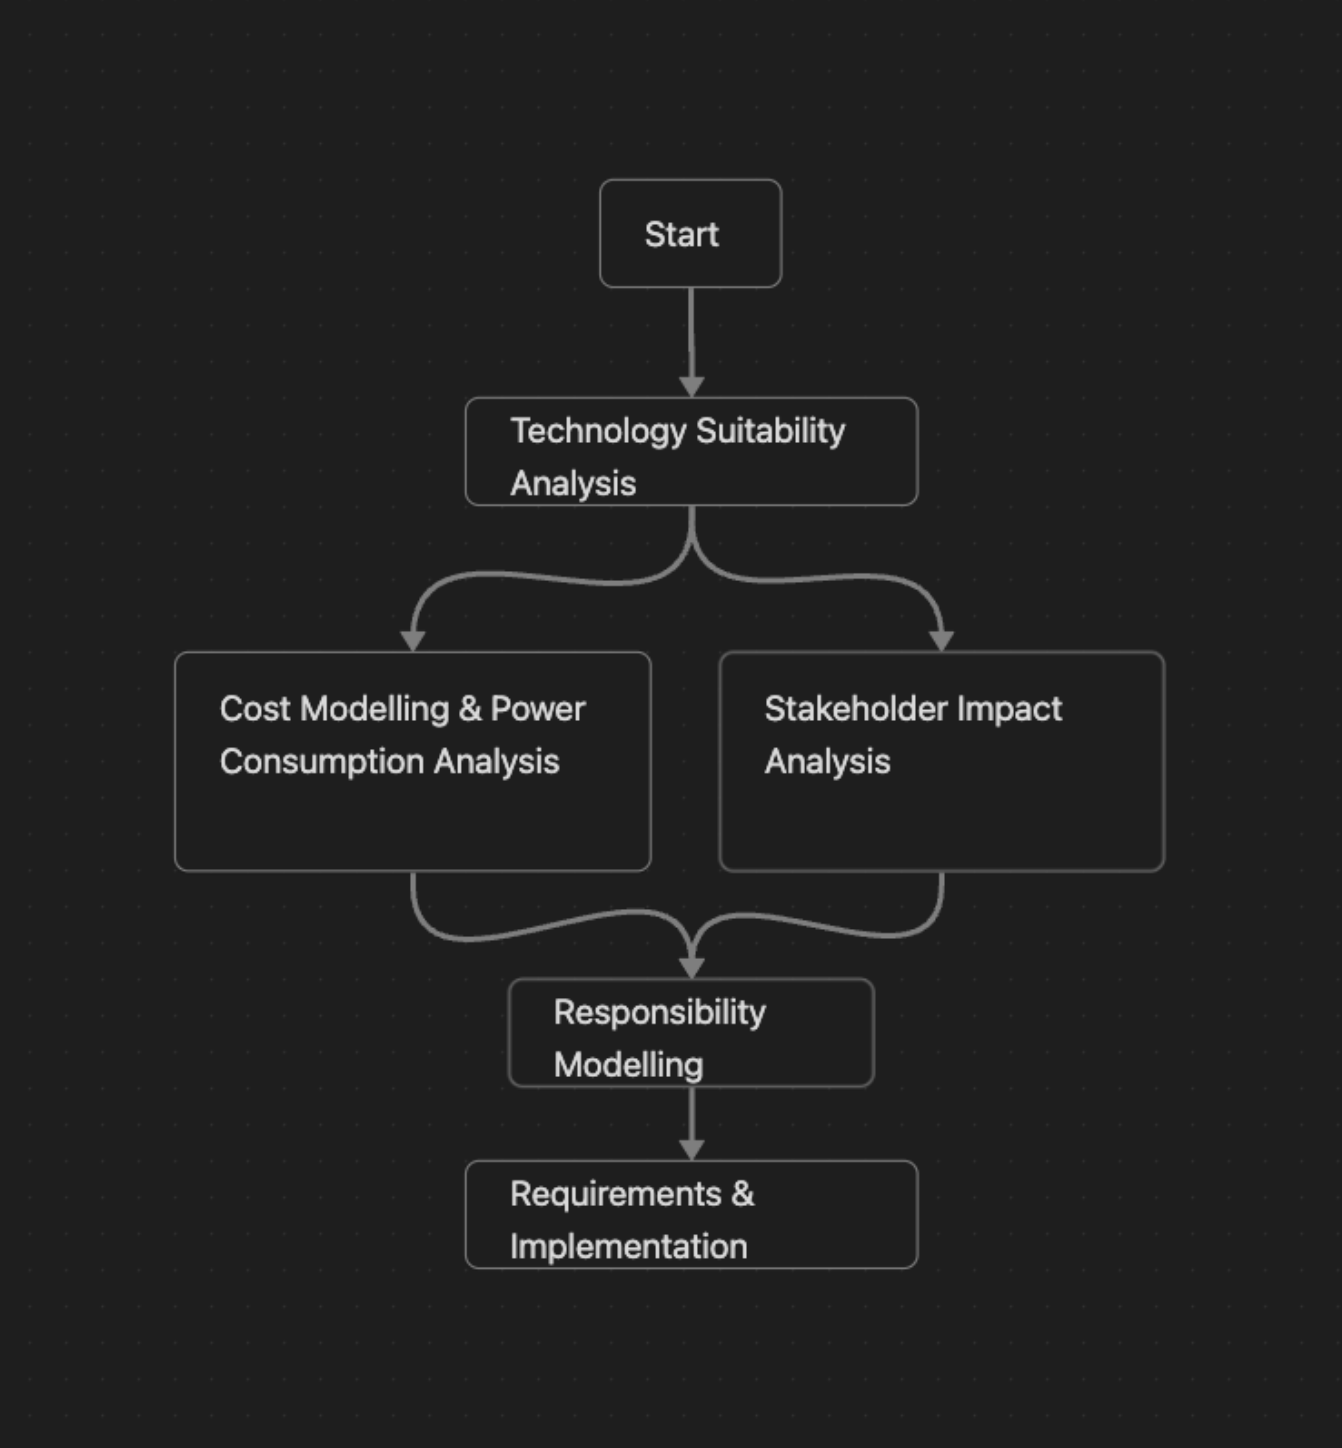 Start
Technology Suitability
Analysis
Cost Modelling & Power
Consumption Analysis
Stakeholder Impact
Analysis
Responsibility
Modelling
Requirements &
Implementation